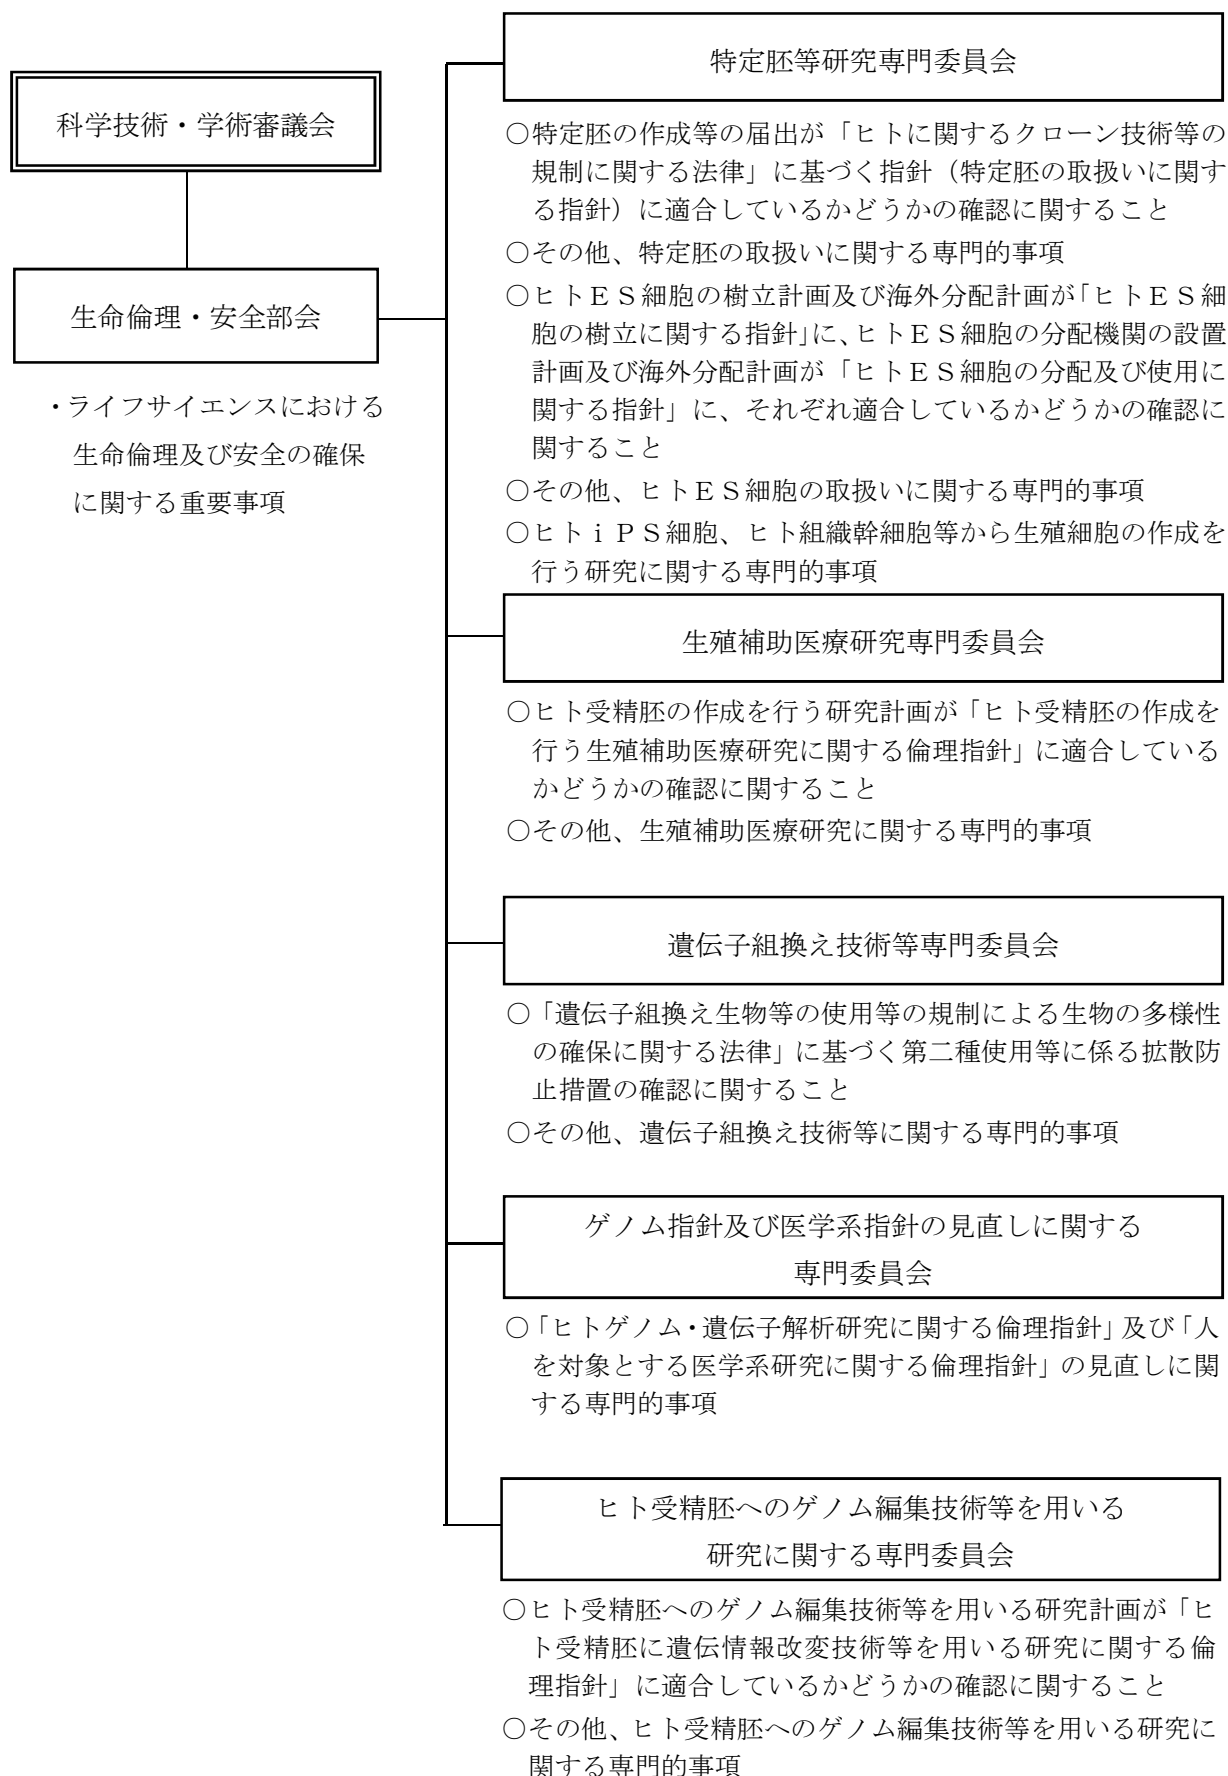 科学技術・学術審議会
生命倫理・安全部会
・ライフサイエンスにおける
生命倫理及び安全の確保
に関する重要事項
特定胚等研究専門委員会
○特定胚の作成等の届出が「ヒトに関するクローン技術等の
規制に関する法律」に基づく指針（特定胚の取扱いに関す
る指針）に適合しているかどうかの確認に関すること
○その他、特定胚の取扱いに関する専門的事項
○ヒトＥＳ細胞の樹立計画及び海外分配計画が「ヒトＥＳ細
胞の樹立に関する指針」に、ヒトＥＳ細胞の分配機関の設置
計画及び海外分配計画が「ヒトＥＳ細胞の分配及び使用に
関する指針」に、それぞれ適合しているかどうかの確認に
関すること
○その他、ヒトＥＳ細胞の取扱いに関する専門的事項
○ヒトｉＰＳ細胞、ヒト組織幹細胞等から生殖細胞の作成を
行う研究に関する専門的事項
生殖補助医療研究専門委員会
○ヒト受精胚の作成を行う研究計画が「ヒト受精胚の作成を
行う生殖補助医療研究に関する倫理指針」に適合している
かどうかの確認に関すること
○その他、生殖補助医療研究に関する専門的事項
遺伝子組換え技術等専門委員会
○「遺伝子組換え生物等の使用等の規制による生物の多様性
の確保に関する法律」に基づく第二種使用等に係る拡散防
止措置の確認に関すること
○その他、遺伝子組換え技術等に関する専門的事項
ゲノム指針及び医学系指針の見直しに関する
専門委員会
○「ヒトゲノム・遺伝子解析研究に関する倫理指針」及び「人
を対象とする医学系研究に関する倫理指針」の見直しに関
する専門的事項
ヒト受精胚へのゲノム編集技術等を用いる
研究に関する専門委員会
○ヒト受精胚へのゲノム編集技術等を用いる研究計画が「ヒ
ト受精胚に遺伝情報改変技術等を用いる研究に関する倫
理指針」に適合しているかどうかの確認に関すること
○その他、ヒト受精胚へのゲノム編集技術等を用いる研究に
関する専門的事項